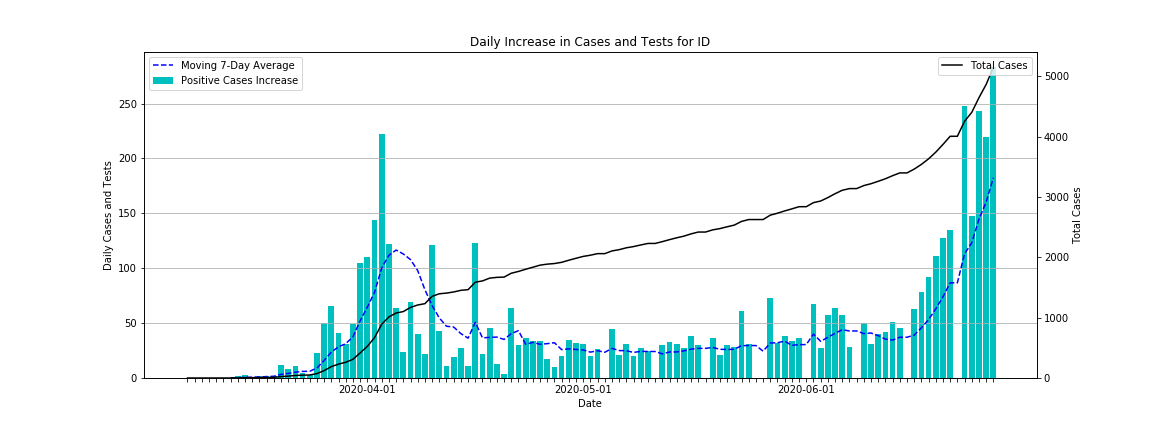 Daily Increase in Cases and Tests for ID
Moving 7-Day Average
Positive Cases Increase
Total Cases
250
200
150
100
50
0
Daily Cases and Tests
5000
4000
3000
2000
1000
0
Total Cases
2020-04-01
2020-05-01
2020-06-01
Date